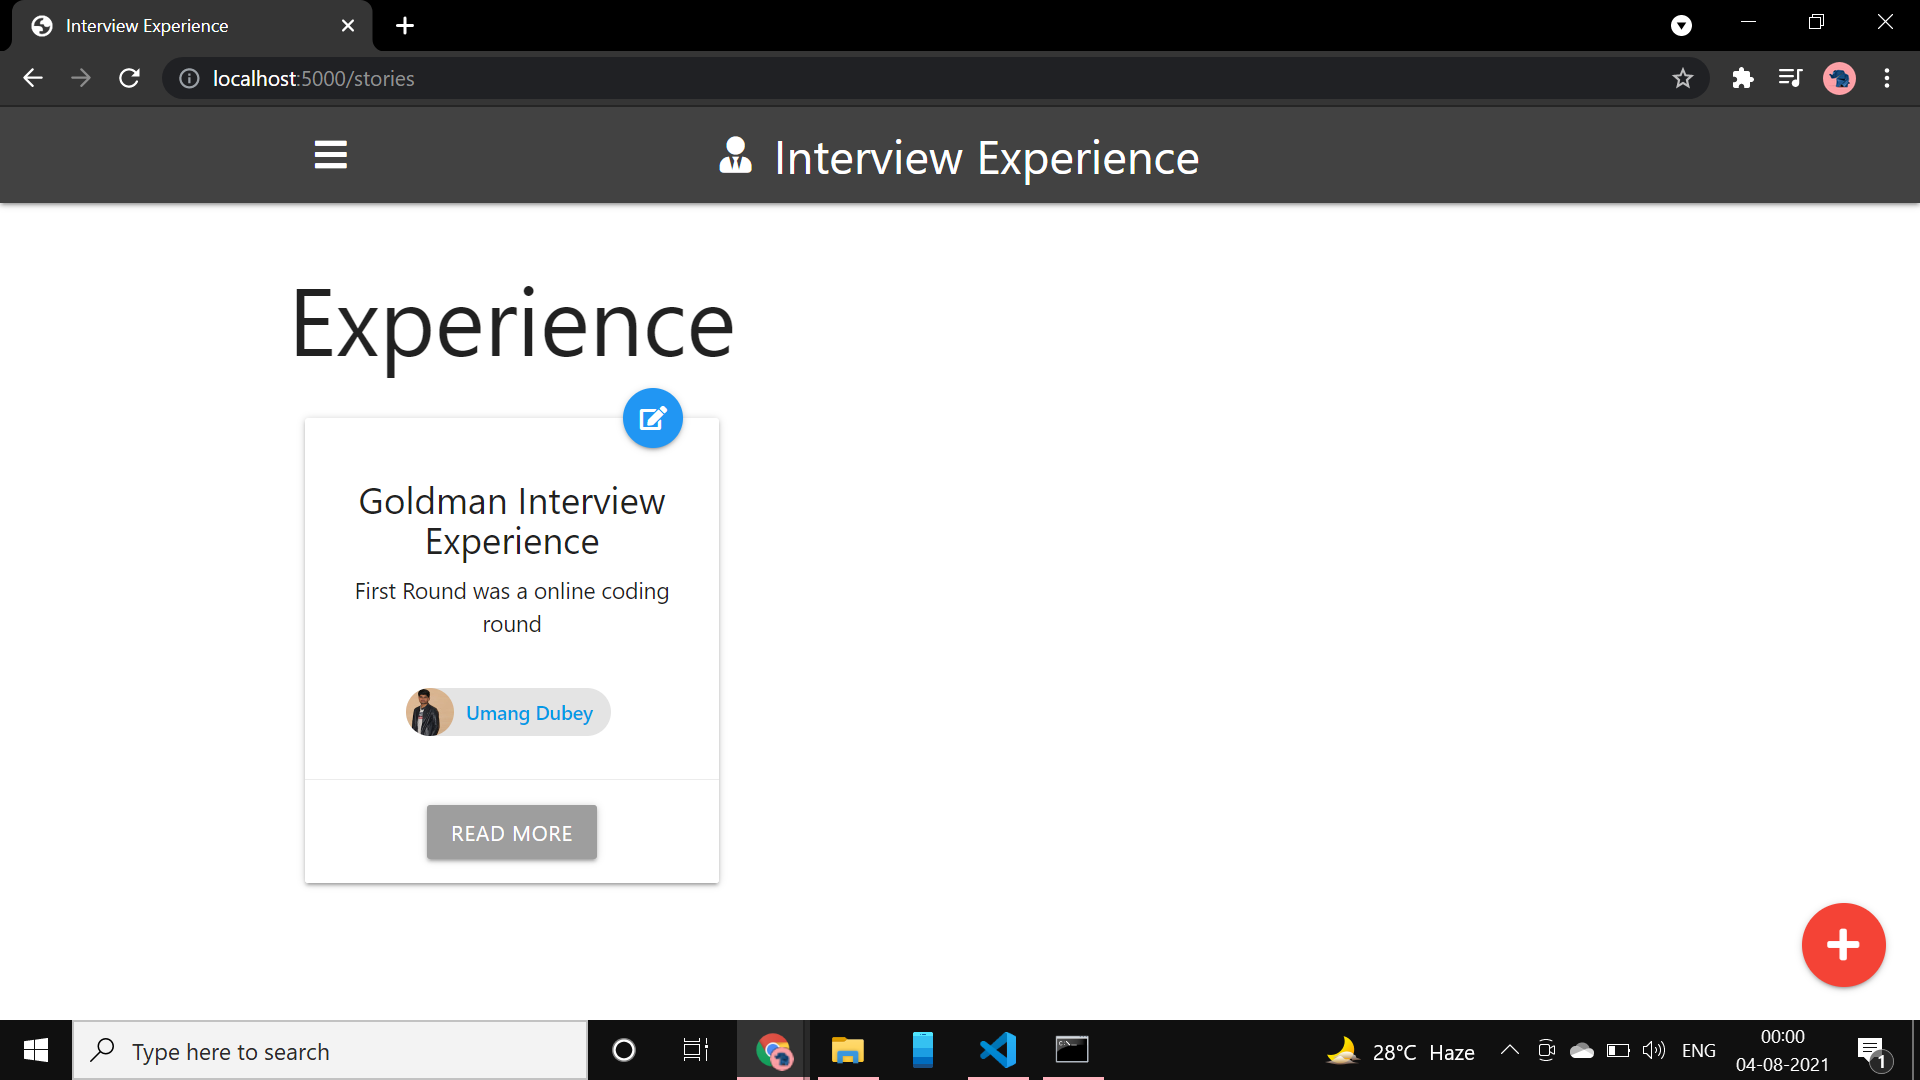 Interview Experience
localhost:5000/stories
Interview Experience
Experience
Goldman Interview
Experience
First Round was a online coding
round
Umang Dubey
READ MORE
Type here to search
28°C Haze
ENG
00:00
04-08-2021
1